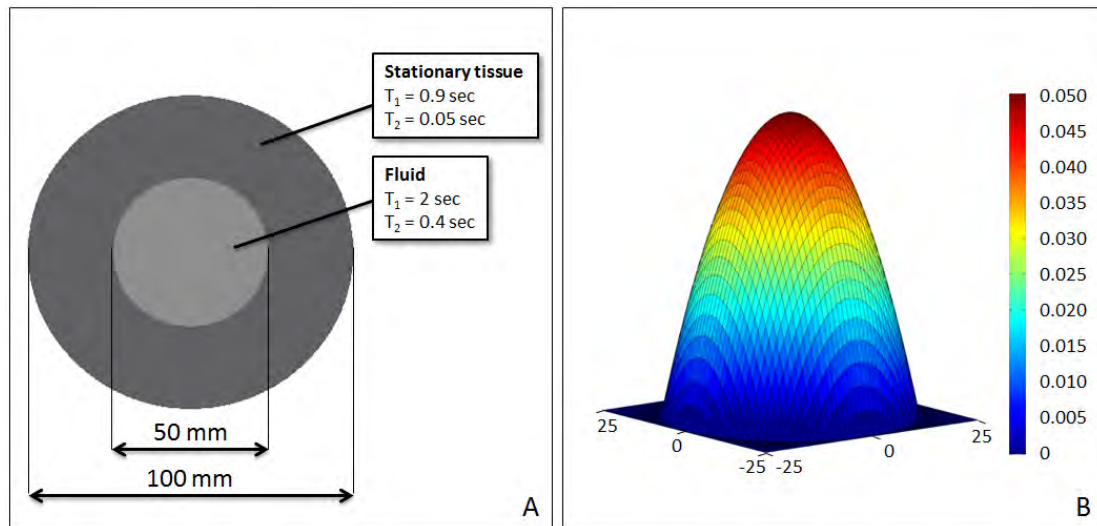 Stationary tissue
T₁ = 0.9 sec
T₂ = 0.05 sec
Fluid
T₁ = 2 sec
T₂ = 0.4 sec
50 mm
100 mm
A
0.050
0.045
0.040
0.035
0.030
0.025
0.020
0.015
0.010
0.005
0
25
0
-25
-25
0
25
B